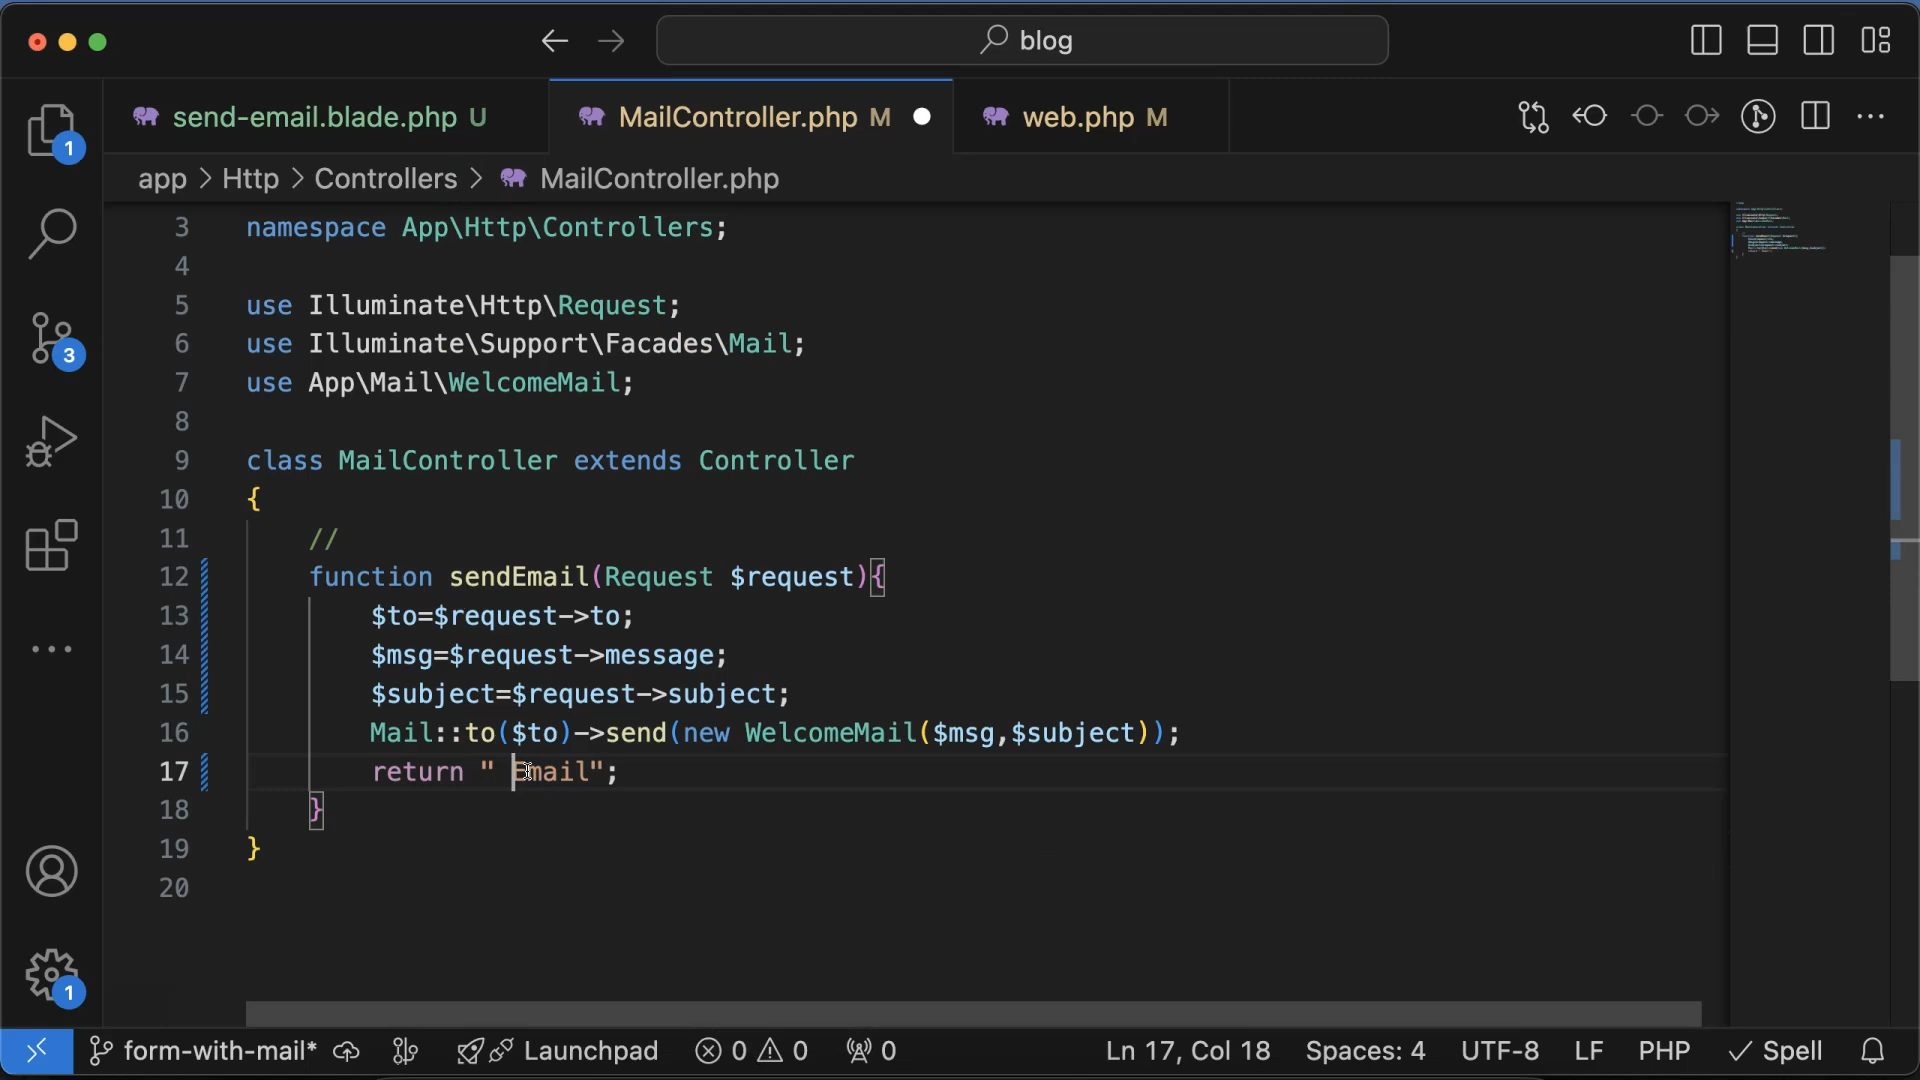 blog
send-email.blade.php U
MailController.php M
web.php M
app > Http > Controllers > MailController.php
3 namespace App\Http\Controllers;
4
5 use Illuminate\Http\Request;
6 use Illuminate\Support\Facades\Mail;
7 use App\Mail\WelcomeMail;
8
9 class MailController extends Controller
10 {
11 //
12 function sendEmail(Request $request){
13 $to=$request->to;
14 $msg=$request->message;
15 $subject=$request->subject;
16 Mail::to($to)->send(new WelcomeMail($msg,$subject));
17 return " Email";
18 }
19 }
20
1
3
1
form-with-mail* Launchpad 0 0 0 Ln 17, Col 18 Spaces: 4 UTF-8 LF PHP Spell